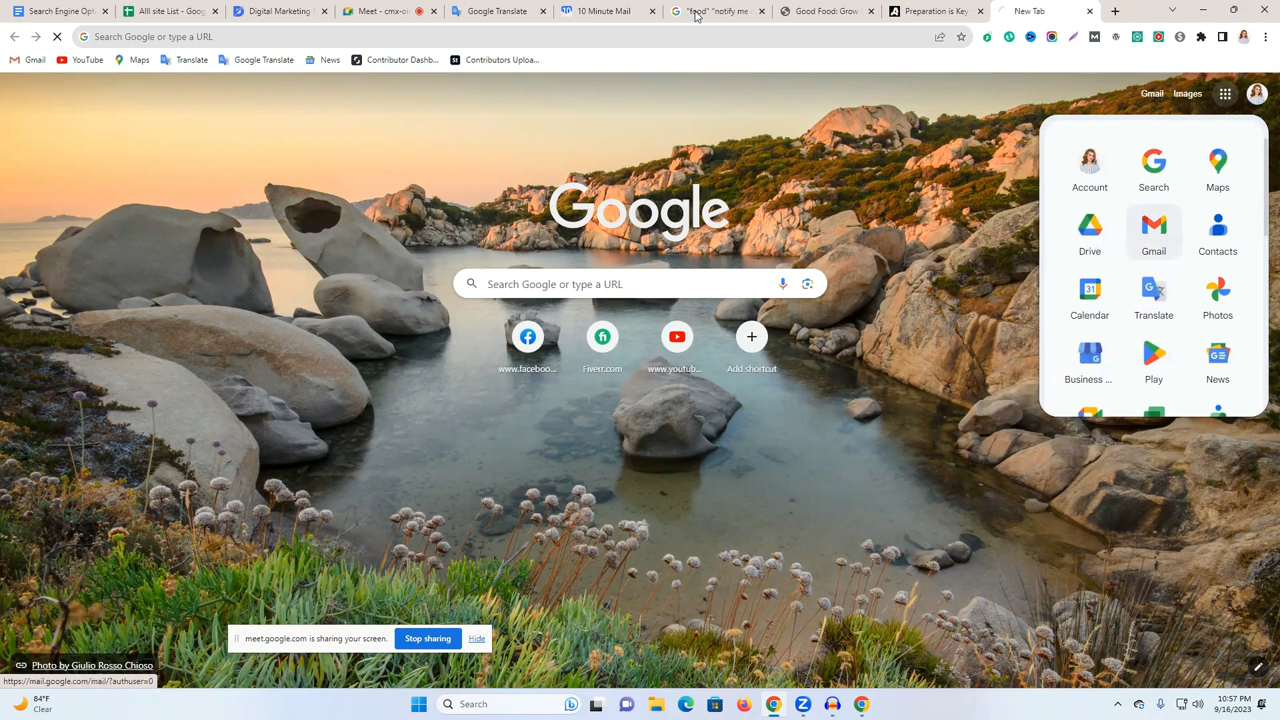 Search Engine Opti
Alll site List - Goog
Digital Marketing
Meet - cmx-di
Google Translate
10 Minute Mail
"food" "notify me
Good Food: Grow
Preparation is Key
New Tab
Search Google or type a URL
Gmail
YouTube
Maps
Translate
Google Translate
News
Contributor Dashb...
Contributors Uploa...
Gmail
Images
Account
Search
Maps
Drive
Gmail
Contacts
31
Calendar
Translate
Photos
Business ...
Play
News
Google
Search Google or type a URL
www.faceboo...
Fiverr.com
www.youtub...
Add shortcut
meet.google.com is sharing your screen.
Stop sharing
Hide
Photo by Giulio Rosso Chioso
https://mail.google.com/mail/?authuser=0
84°F
Clear
Search
10:57 PM
9/16/2023